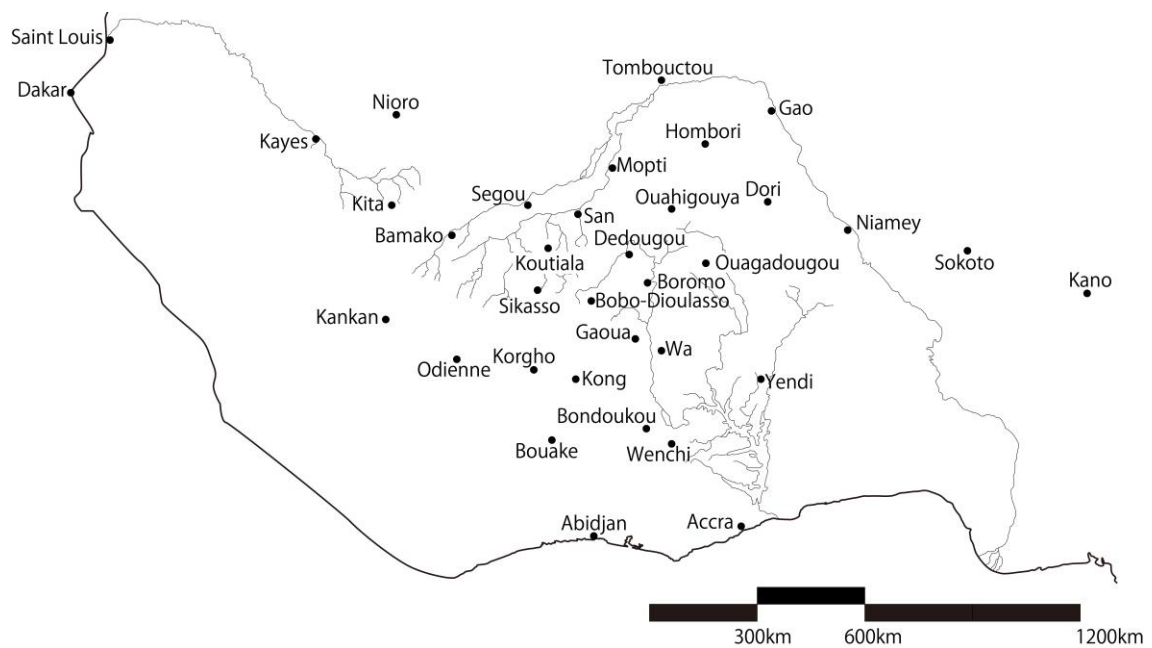 Saint Louis
Tombouctou
Dakar
Nioro
Gao
Hombori
Kayes
Mopti
Segou
Ouahigouya
Dori
Kita
San
Niamey
Bamako
Dedougou
Koutiala
Ouagadougou
Sokoto
Boromo
Kano
Sikasso
Bobo-Dioulasso
Kankan
Gaoua
Wa
Korgho
Odienne
Kong
Yendi
Bondoukou
Bouake
Wenchi
Abidjan
Accra
300km 600km 1200km